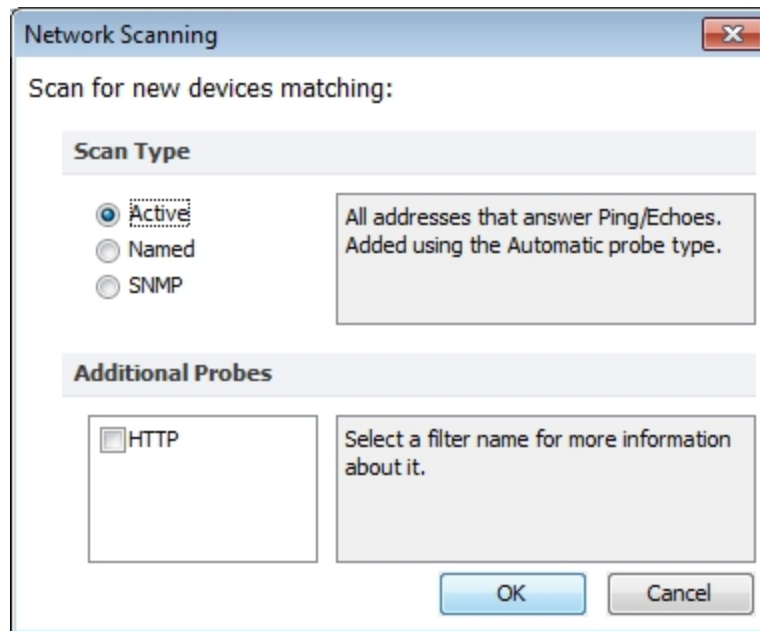 Network Scanning
Scan for new devices matching:
Scan Type
Active
Named
SNMP
All addresses that answer Ping/Echoes.
Added using the Automatic probe type.
Additional Probes
HTTP
Select a filter name for more information
about it.
OK
Cancel